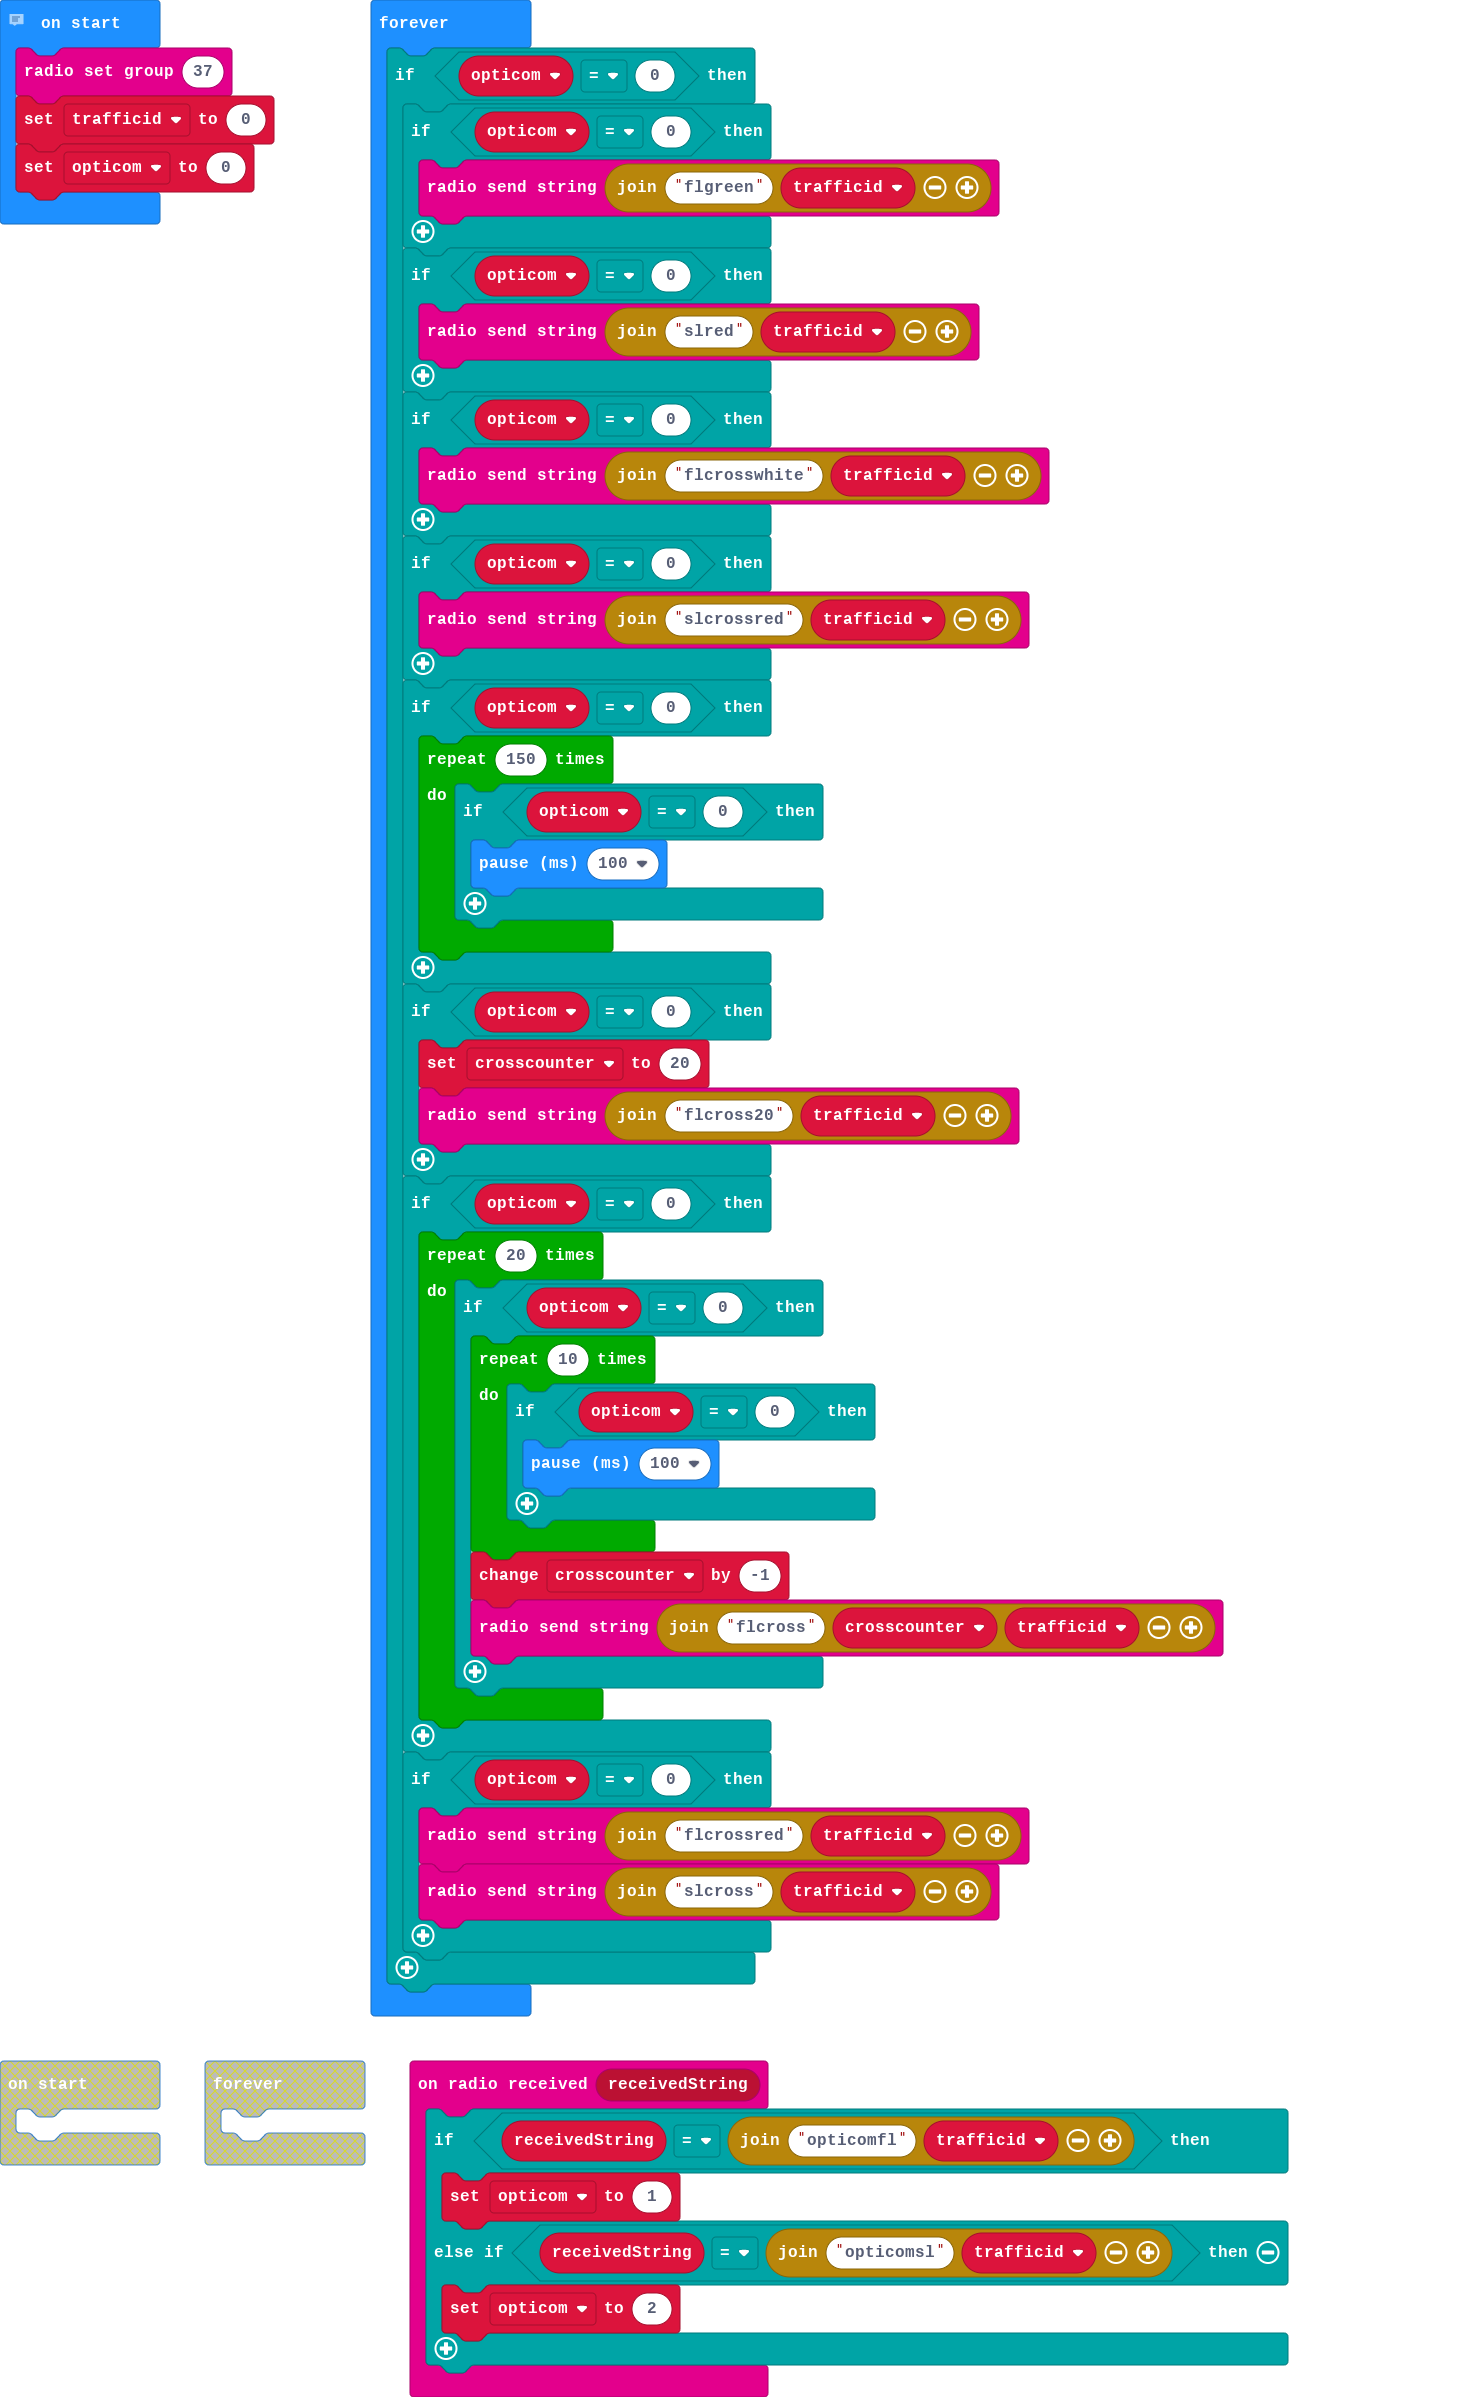 on start
radio set group 37
set trafficid to 0
set opticom to 0
forever
if opticom = 0 then
if opticom = 0 then
radio send string join "flgreen" trafficid
if opticom = 0 then
radio send string join "slred" trafficid
if opticom = 0 then
radio send string join "flcrosswhite" trafficid
if opticom = 0 then
radio send string join "slcrossred" trafficid
if opticom = 0 then
repeat 150 times
do if opticom = 0 then
pause (ms) 100
if opticom = 0 then
set crosscounter to 20
radio send string join "flcross20" trafficid
if opticom = 0 then
repeat 20 times
do if opticom = 0 then
repeat 10 times
do if opticom = 0 then
pause (ms) 100
change crosscounter by -1
radio send string join "flcross" crosscounter trafficid
if opticom = 0 then
radio send string join "flcrossred" trafficid
radio send string join "slcross" trafficid
on start
forever
on radio received receivedString
if receivedString = join "opticomfl" trafficid then
set opticom to 1
else if receivedString = join "opticomsl" trafficid then
set opticom to 2